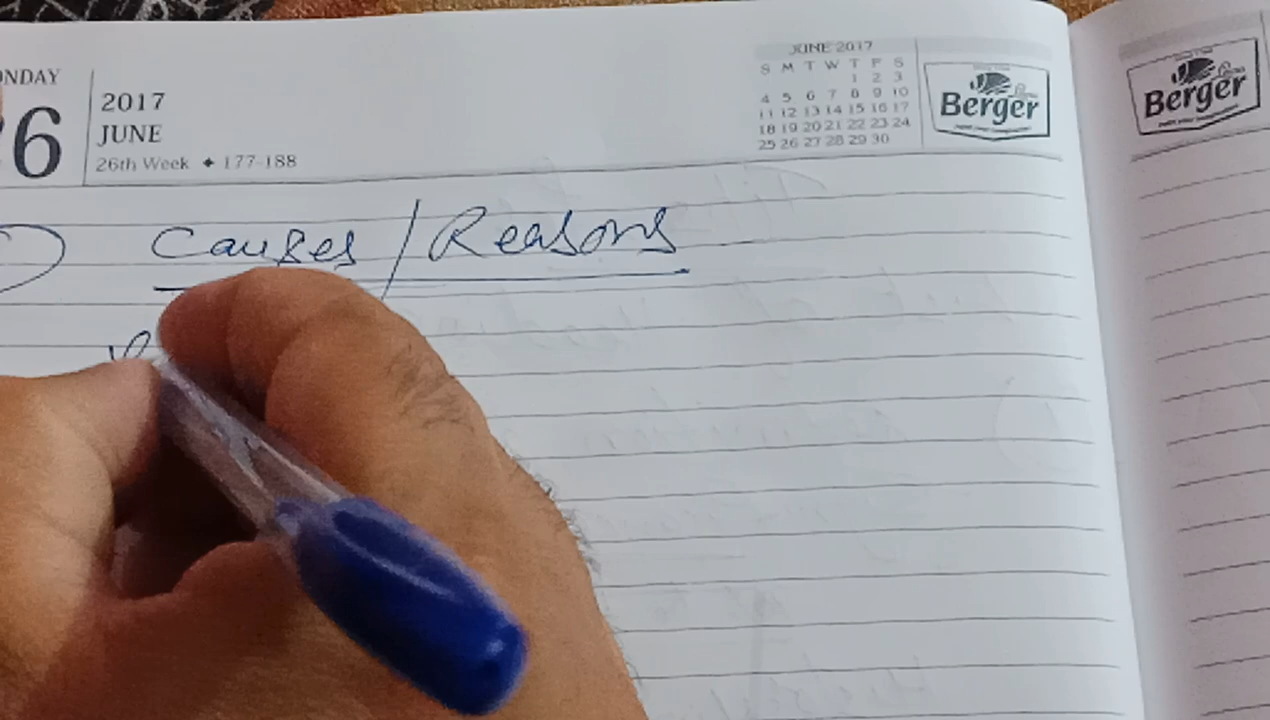 2017
JUNE
26th Week ◆ 177-188
JUNE 2017
S M T W T F S
1 2 3
4 5 6 7 8 9 10
11 12 13 14 15 16 17
18 19 20 21 22 23 24
25 26 27 28 29 30
Berger
Berger
Causes / Reasons